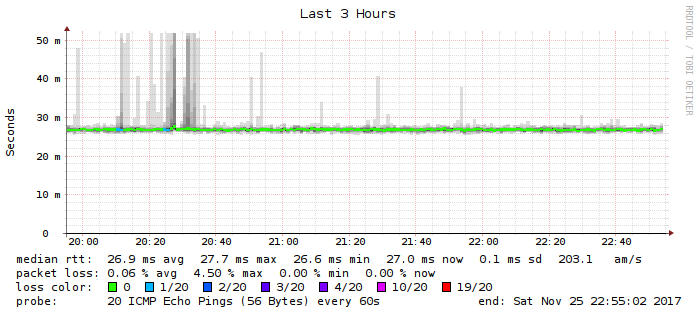 Last 3 Hours
RRDTOOL / TOBI OETIKER
Seconds
50 m
40 m
30 m
20 m
10 m
0
20:00 20:20 20:40 21:00 21:20 21:40 22:00 22:20 22:40
median rtt: 26.9 ms avg 27.7 ms max 26.6 ms min 27.0 ms now 0.1 ms sd 203.1 am/s
packet loss: 0.06 % avg 4.50 % max 0.00 % min 0.00 % now
loss color: 0 1/20 2/20 3/20 4/20 10/20 19/20
probe: 20 ICMP Echo Pings (56 Bytes) every 60s end: Sat Nov 25 22:55:02 2017